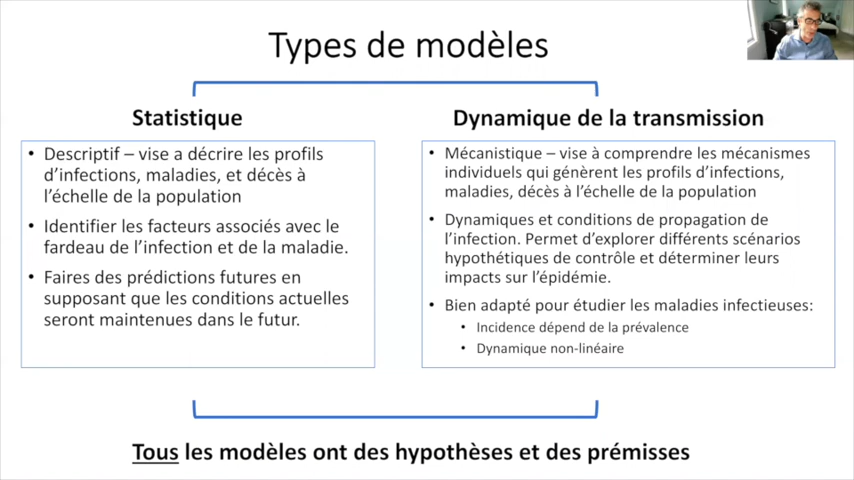 Types de modèles
Statistique
• Descriptif – vise a décrire les profils
d'infections, maladies, et décès à
l'échelle de la population
• Identifier les facteurs associés avec le
fardeau de l'infection et de la maladie.
• Faires des prédictions futures en
supposant que les conditions actuelles
seront maintenues dans le futur.
Dynamique de la transmission
• Mécanistique – vise à comprendre les mécanismes
individuels qui génèrent les profils d'infections,
maladies, décès à l'échelle de la population
• Dynamiques et conditions de propagation de
l'infection. Permet d'explorer différents scénarios
hypothétiques de contrôle et déterminer leurs
impacts sur l'épidémie.
• Bien adapté pour étudier les maladies infectieuses:
• Incidence dépend de la prévalence
• Dynamique non-linéaire
Tous les modèles ont des hypothèses et des prémisses